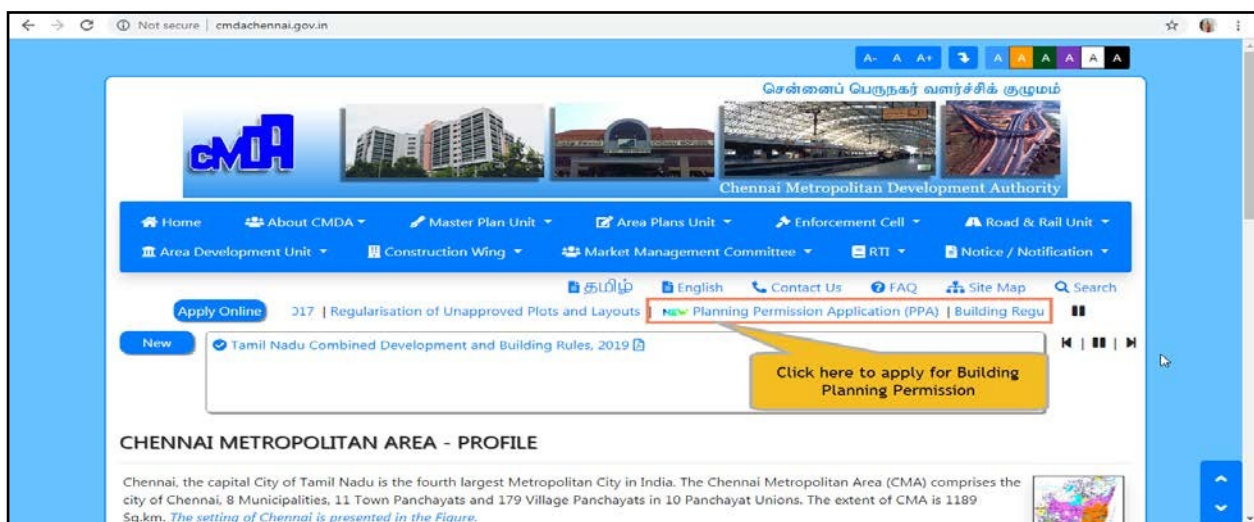 Not secure | cmdachennai.gov.in
A- A A+ A A A A A A
சென்னைப் பெருநகர் வளர்ச்சிக் குழுமம்
CMDA
Chennai Metropolitan Development Authority
Home About CMDA Master Plan Unit Area Plans Unit Enforcement Cell Road & Rail Unit
Area Development Unit Construction Wing Market Management Committee RTI Notice / Notification
தமிழ் English Contact Us FAQ Site Map Search
Apply Online 017 | Regularisation of Unapproved Plots and Layouts | NEW Planning Permission Application (PPA) | Building Regu
New Tamil Nadu Combined Development and Building Rules, 2019
Click here to apply for Building
Planning Permission
CHENNAI METROPOLITAN AREA - PROFILE
Chennai, the capital City of Tamil Nadu is the fourth largest Metropolitan City in India. The Chennai Metropolitan Area (CMA) comprises the
city of Chennai, 8 Municipalities, 11 Town Panchayats and 179 Village Panchayats in 10 Panchayat Unions. The extent of CMA is 1189
Sq.km. The setting of Chennai is presented in the Figure.